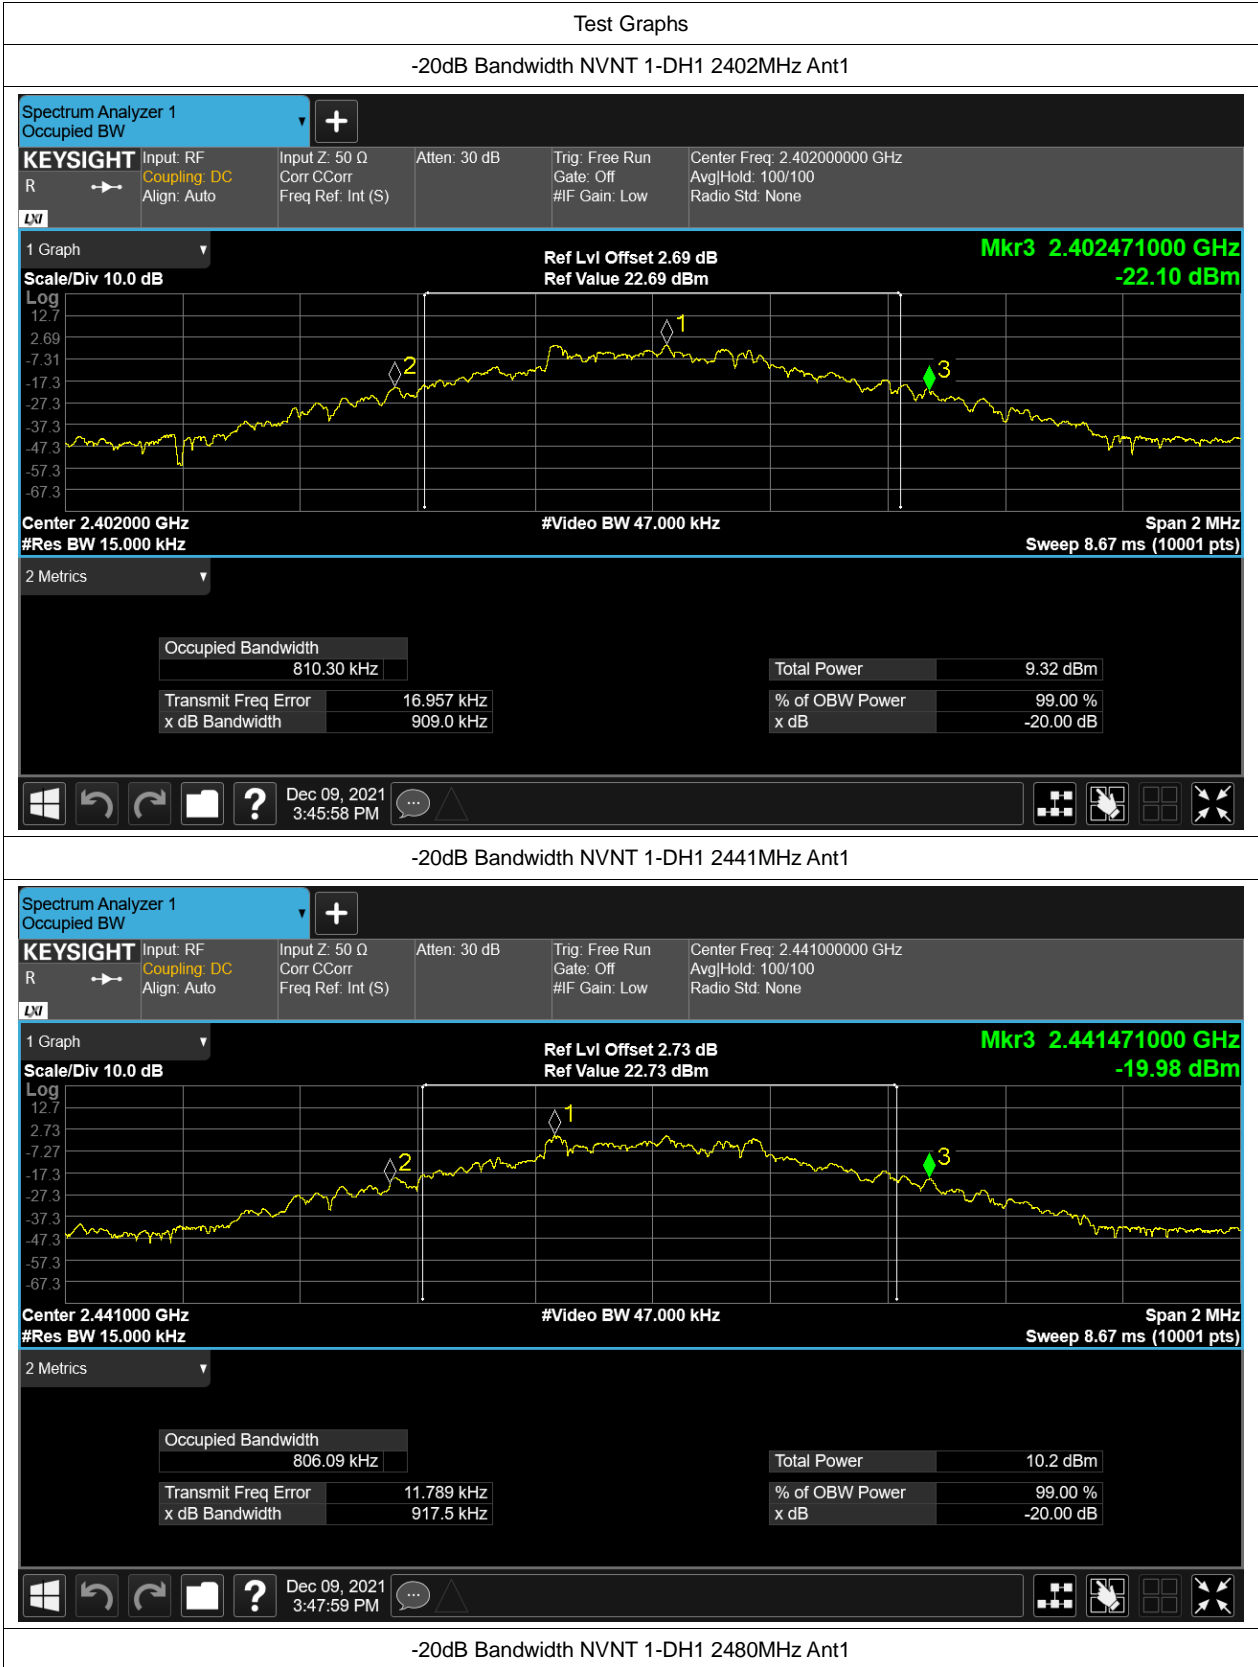 Test Graphs
-20dB Bandwidth NVNT 1-DH1 2402MHz Ant1
Spectrum Analyzer 1
Occupied BW
KEYSIGHT Input: RF Input Z: 50 Ω Atten: 30 dB Trig: Free Run Center Freq: 2.402000000 GHz
R Coupling: DC Corr CCorr Gate: Off Avg|Hold: 100/100
Align: Auto Freq Ref: Int (S) #IF Gain: Low Radio Std: None
LXI
1 Graph Ref Lvl Offset 2.69 dB Mkr3 2.402471000 GHz
Scale/Div 10.0 dB Ref Value 22.69 dBm -22.10 dBm
Log
12.7
2.69
-7.31
-17.3
-27.3
-37.3
-47.3
-57.3
-67.3
1
2
3
Center 2.402000 GHz #Video BW 47.000 kHz Span 2 MHz
#Res BW 15.000 kHz Sweep 8.67 ms (10001 pts)
2 Metrics
Occupied Bandwidth
810.30 kHz Total Power 9.32 dBm
Transmit Freq Error 16.957 kHz % of OBW Power 99.00 %
x dB Bandwidth 909.0 kHz x dB -20.00 dB
Dec 09, 2021
3:45:58 PM
-20dB Bandwidth NVNT 1-DH1 2441MHz Ant1
Spectrum Analyzer 1
Occupied BW
KEYSIGHT Input: RF Input Z: 50 Ω Atten: 30 dB Trig: Free Run Center Freq: 2.441000000 GHz
R Coupling: DC Corr CCorr Gate: Off Avg|Hold: 100/100
Align: Auto Freq Ref: Int (S) #IF Gain: Low Radio Std: None
LXI
1 Graph Ref Lvl Offset 2.73 dB Mkr3 2.441471000 GHz
Scale/Div 10.0 dB Ref Value 22.73 dBm -19.98 dBm
Log
12.7
2.73
-7.27
-17.3
-27.3
-37.3
-47.3
-57.3
-67.3
1
2
3
Center 2.441000 GHz #Video BW 47.000 kHz Span 2 MHz
#Res BW 15.000 kHz Sweep 8.67 ms (10001 pts)
2 Metrics
Occupied Bandwidth
806.09 kHz Total Power 10.2 dBm
Transmit Freq Error 11.789 kHz % of OBW Power 99.00 %
x dB Bandwidth 917.5 kHz x dB -20.00 dB
Dec 09, 2021
3:47:59 PM
-20dB Bandwidth NVNT 1-DH1 2480MHz Ant1